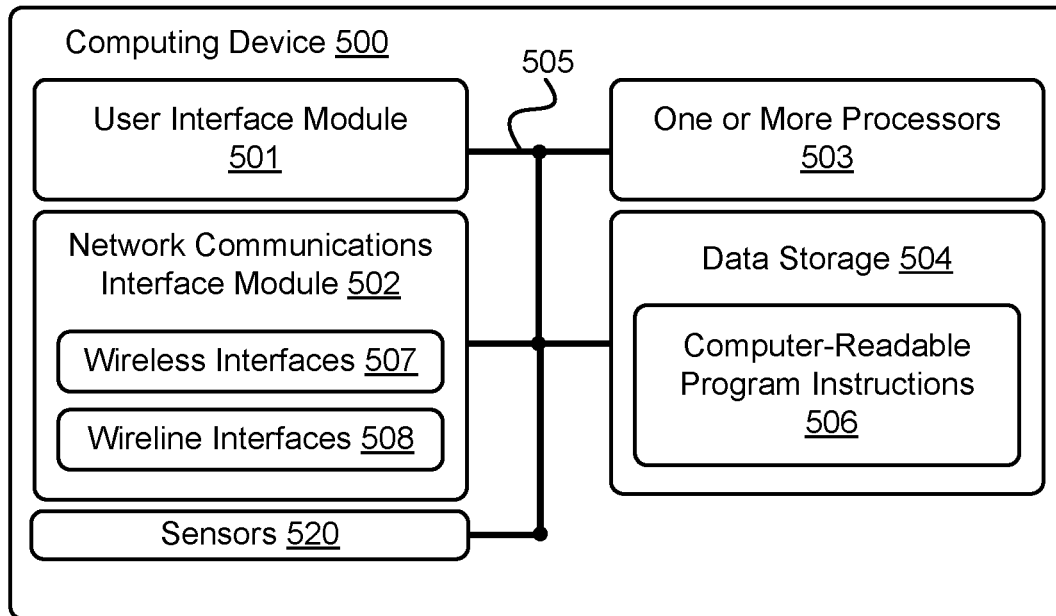 Computing Device 500
505
User Interface Module
501
One or More Processors
503
Network Communications
Interface Module 502
Wireless Interfaces 507
Wireline Interfaces 508
Data Storage 504
Computer-Readable
Program Instructions
506
Sensors 520